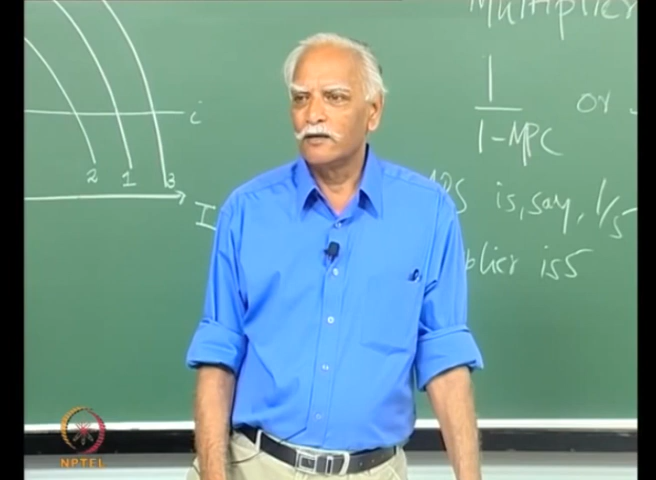 Multiplier
1
1-MPC or
i
2 1 3
I
MPS is, say, 1/5
plier is 5
NPTEL